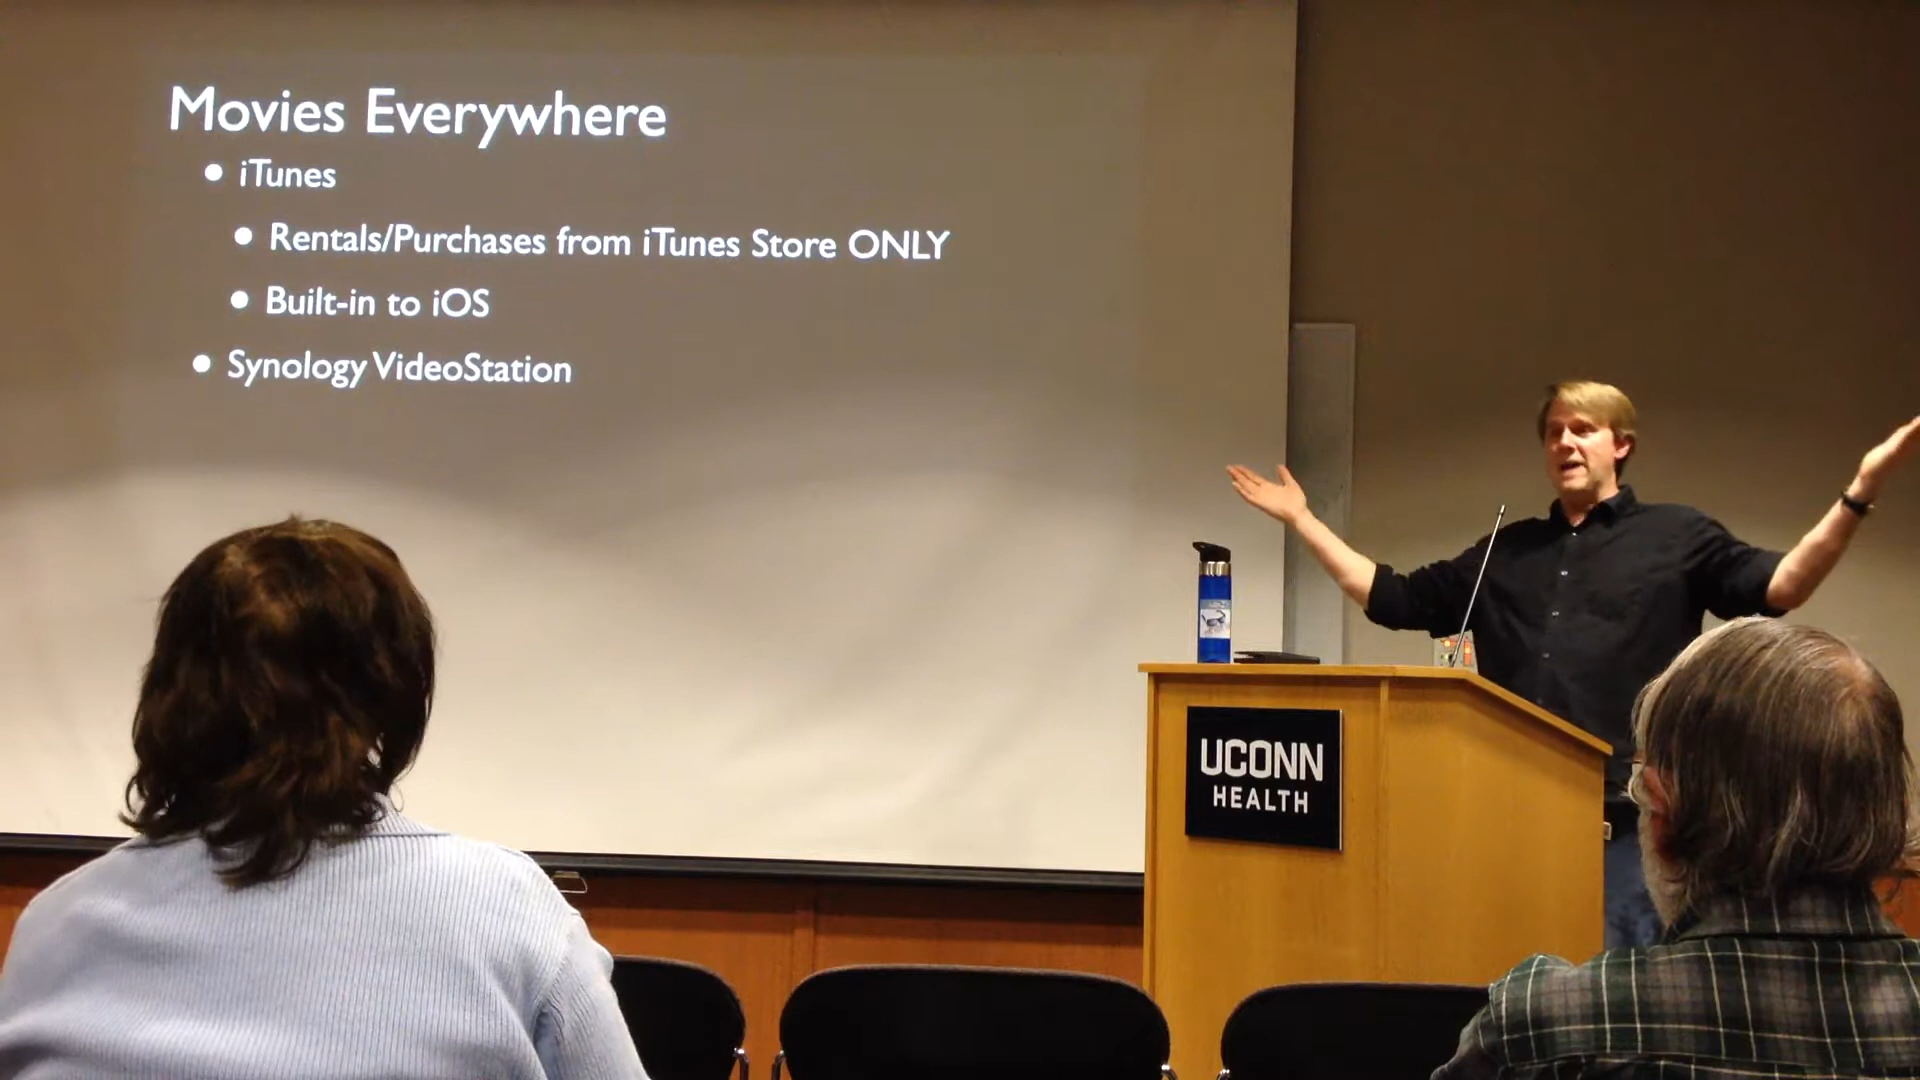 Movies Everywhere
• iTunes
• Rentals/Purchases from iTunes Store ONLY
• Built-in to iOS
• Synology VideoStation
UCONN
HEALTH